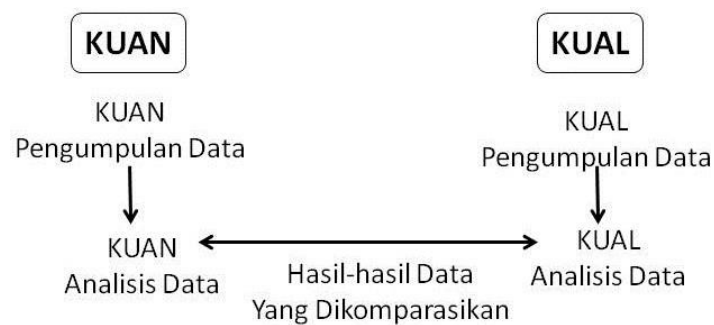 KUAN
KUAL
KUAN
Pengumpulan Data
KUAL
Pengumpulan Data
KUAN
Analisis Data
KUAL
Analisis Data
Hasil-hasil Data
Yang Dikomparasikan